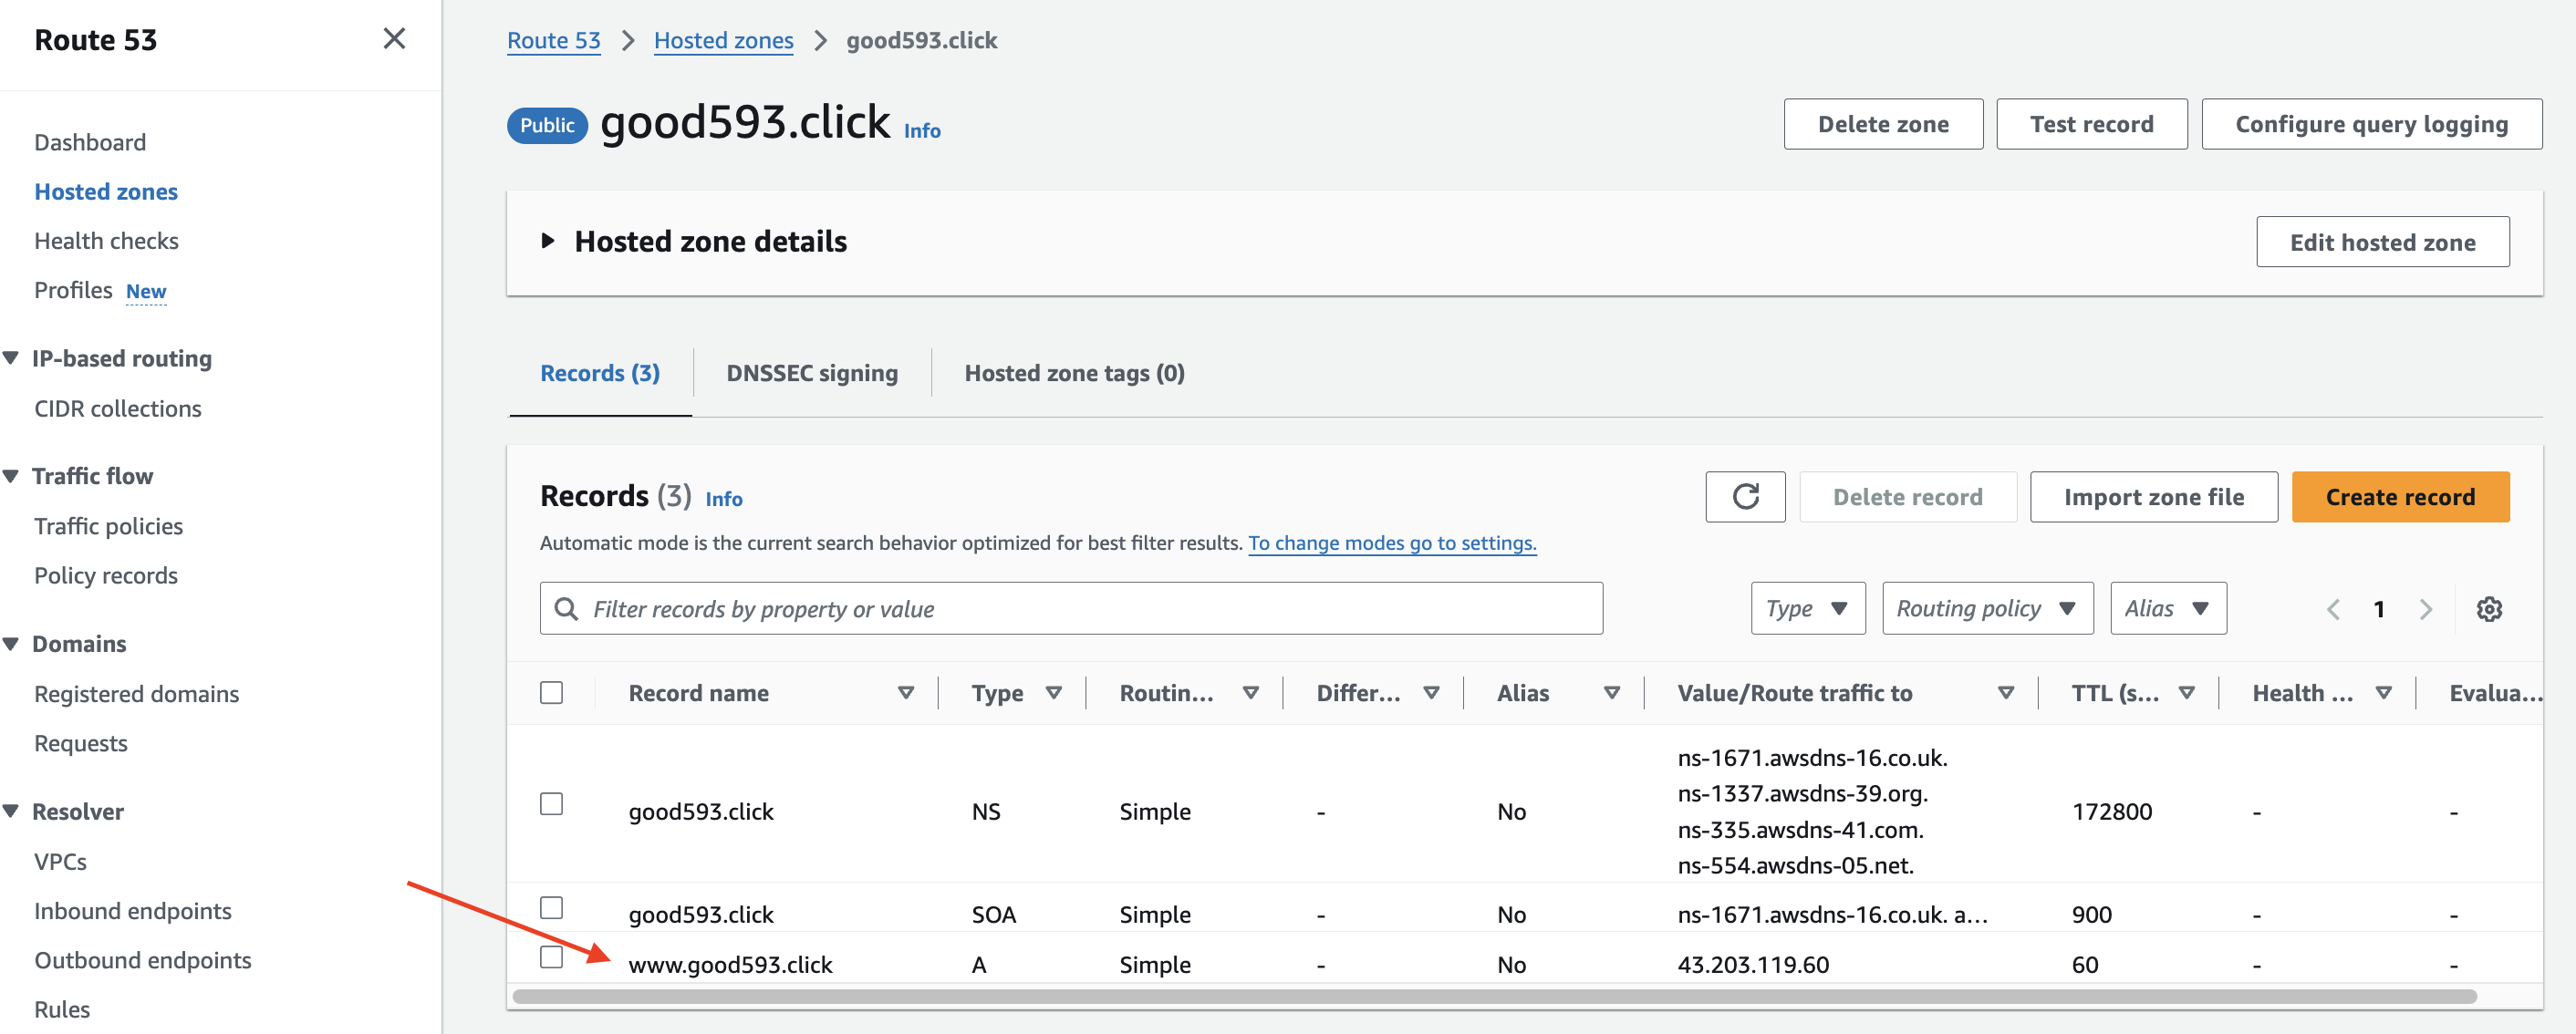 Route 53
Dashboard
Hosted zones
Health checks
Profiles New
IP-based routing
CIDR collections
Traffic flow
Traffic policies
Policy records
Domains
Registered domains
Requests
Resolver
VPCs
Inbound endpoints
Outbound endpoints
Rules
Route 53 > Hosted zones > good593.click
Public good593.click Info
Delete zone Test record Configure query logging
Hosted zone details
Edit hosted zone
Records (3) DNSSEC signing Hosted zone tags (0)
Records (3) Info
Delete record Import zone file Create record
Automatic mode is the current search behavior optimized for best filter results. To change modes go to settings.
Filter records by property or value
Type Routing policy Alias 1
Record name Type Routin... Differ... Alias Value/Route traffic to TTL (s... Health ... Evalua...
ns-1671.awsdns-16.co.uk.
ns-1337.awsdns-39.org.
good593.click NS Simple - No 172800 - -
ns-335.awsdns-41.com.
ns-554.awsdns-05.net.
good593.click SOA Simple - No ns-1671.awsdns-16.co.uk. a... 900 - -
www.good593.click A Simple - No 43.203.119.60 60 - -